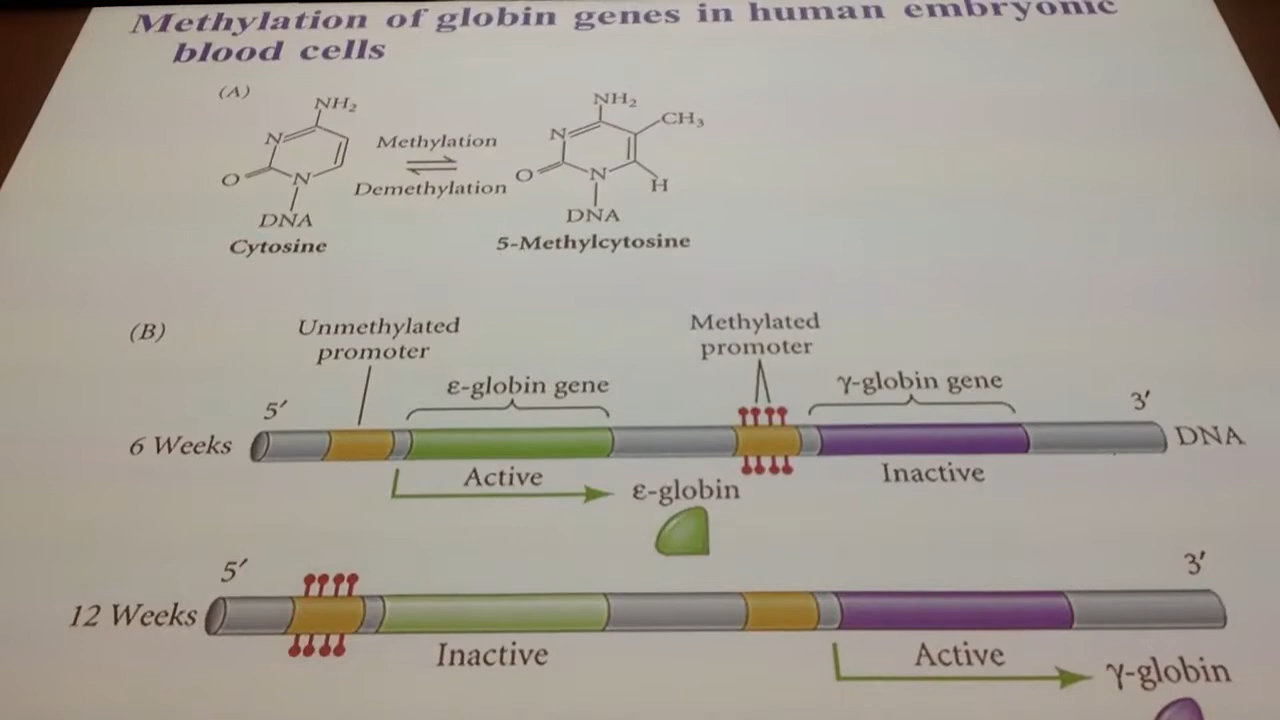 Methylation of globin genes in human embryonic
blood cells
(A)
NH₂
N
O
N
DNA
Cytosine
Methylation
Demethylation
NH₂
CH₃
N
O
N
H
DNA
5-Methylcytosine
(B)
Unmethylated
promoter
Methylated
promoter
ε-globin gene
γ-globin gene
5′
3′
6 Weeks
DNA
Active
Inactive
ε-globin
5′
3′
12 Weeks
Inactive
Active
γ-globin